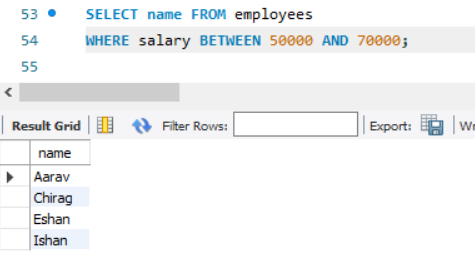 53 SELECT name FROM employees
54 WHERE salary BETWEEN 50000 AND 70000;
55
Result Grid Filter Rows: Export:
name
Aarav
Chirag
Eshan
Ishan